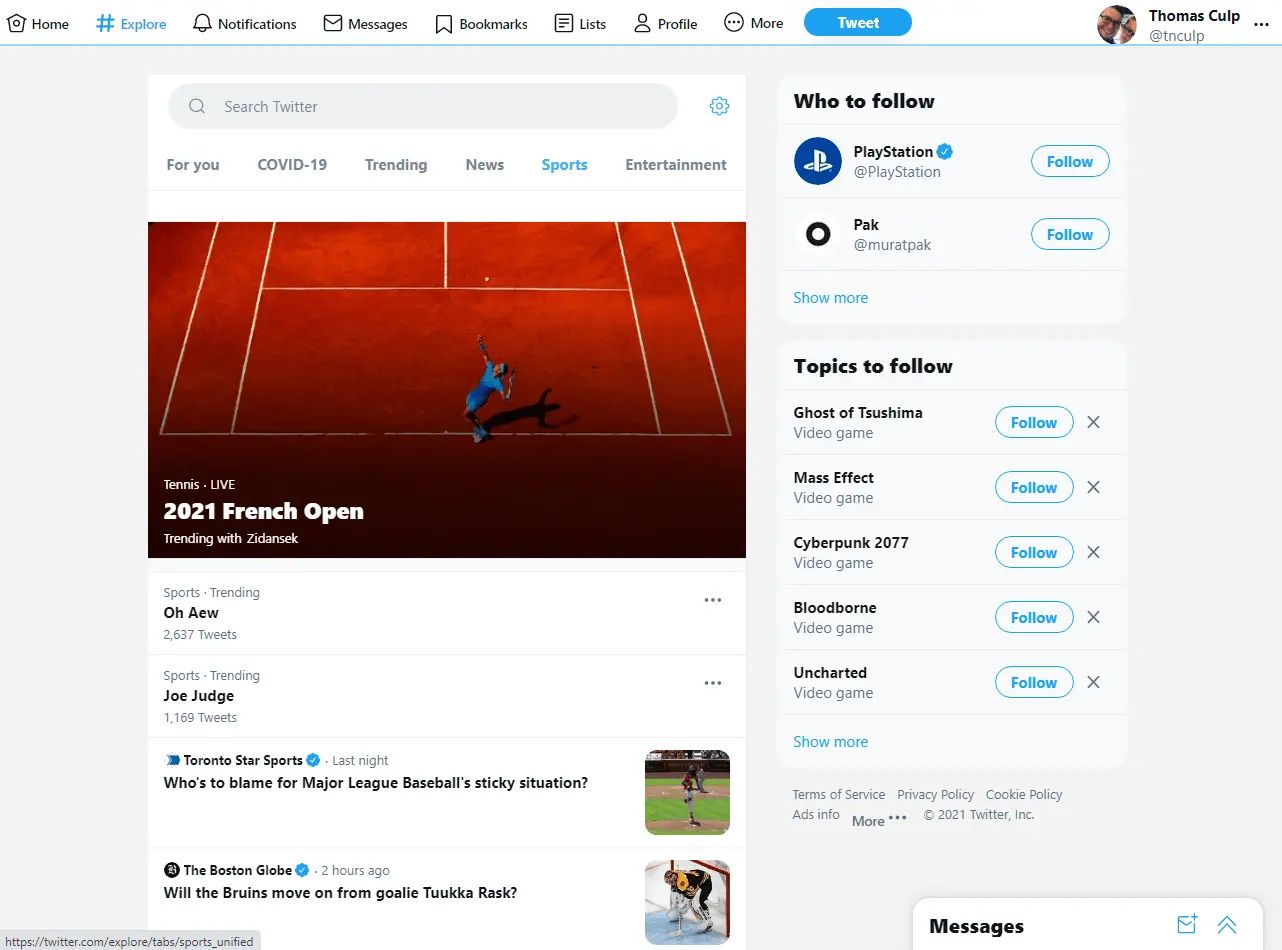 Home
Explore
Notifications
Messages
Bookmarks
Lists
Profile
More
Tweet
Thomas Culp
@tnculp
Search Twitter
For you
COVID-19
Trending
News
Sports
Entertainment
Tennis · LIVE
2021 French Open
Trending with Zidansek
Sports · Trending
Oh Aew
2,637 Tweets
Sports · Trending
Joe Judge
1,169 Tweets
Toronto Star Sports · Last night
Who's to blame for Major League Baseball's sticky situation?
The Boston Globe · 2 hours ago
Will the Bruins move on from goalie Tuukka Rask?
https://twitter.com/explore/tabs/sports_unified
Who to follow
PlayStation
@PlayStation
Follow
Pak
@muratpak
Follow
Show more
Topics to follow
Ghost of Tsushima
Video game
Follow
Mass Effect
Video game
Follow
Cyberpunk 2077
Video game
Follow
Bloodborne
Video game
Follow
Uncharted
Video game
Follow
Show more
Terms of Service Privacy Policy Cookie Policy
Ads info More ··· © 2021 Twitter, Inc.
Messages